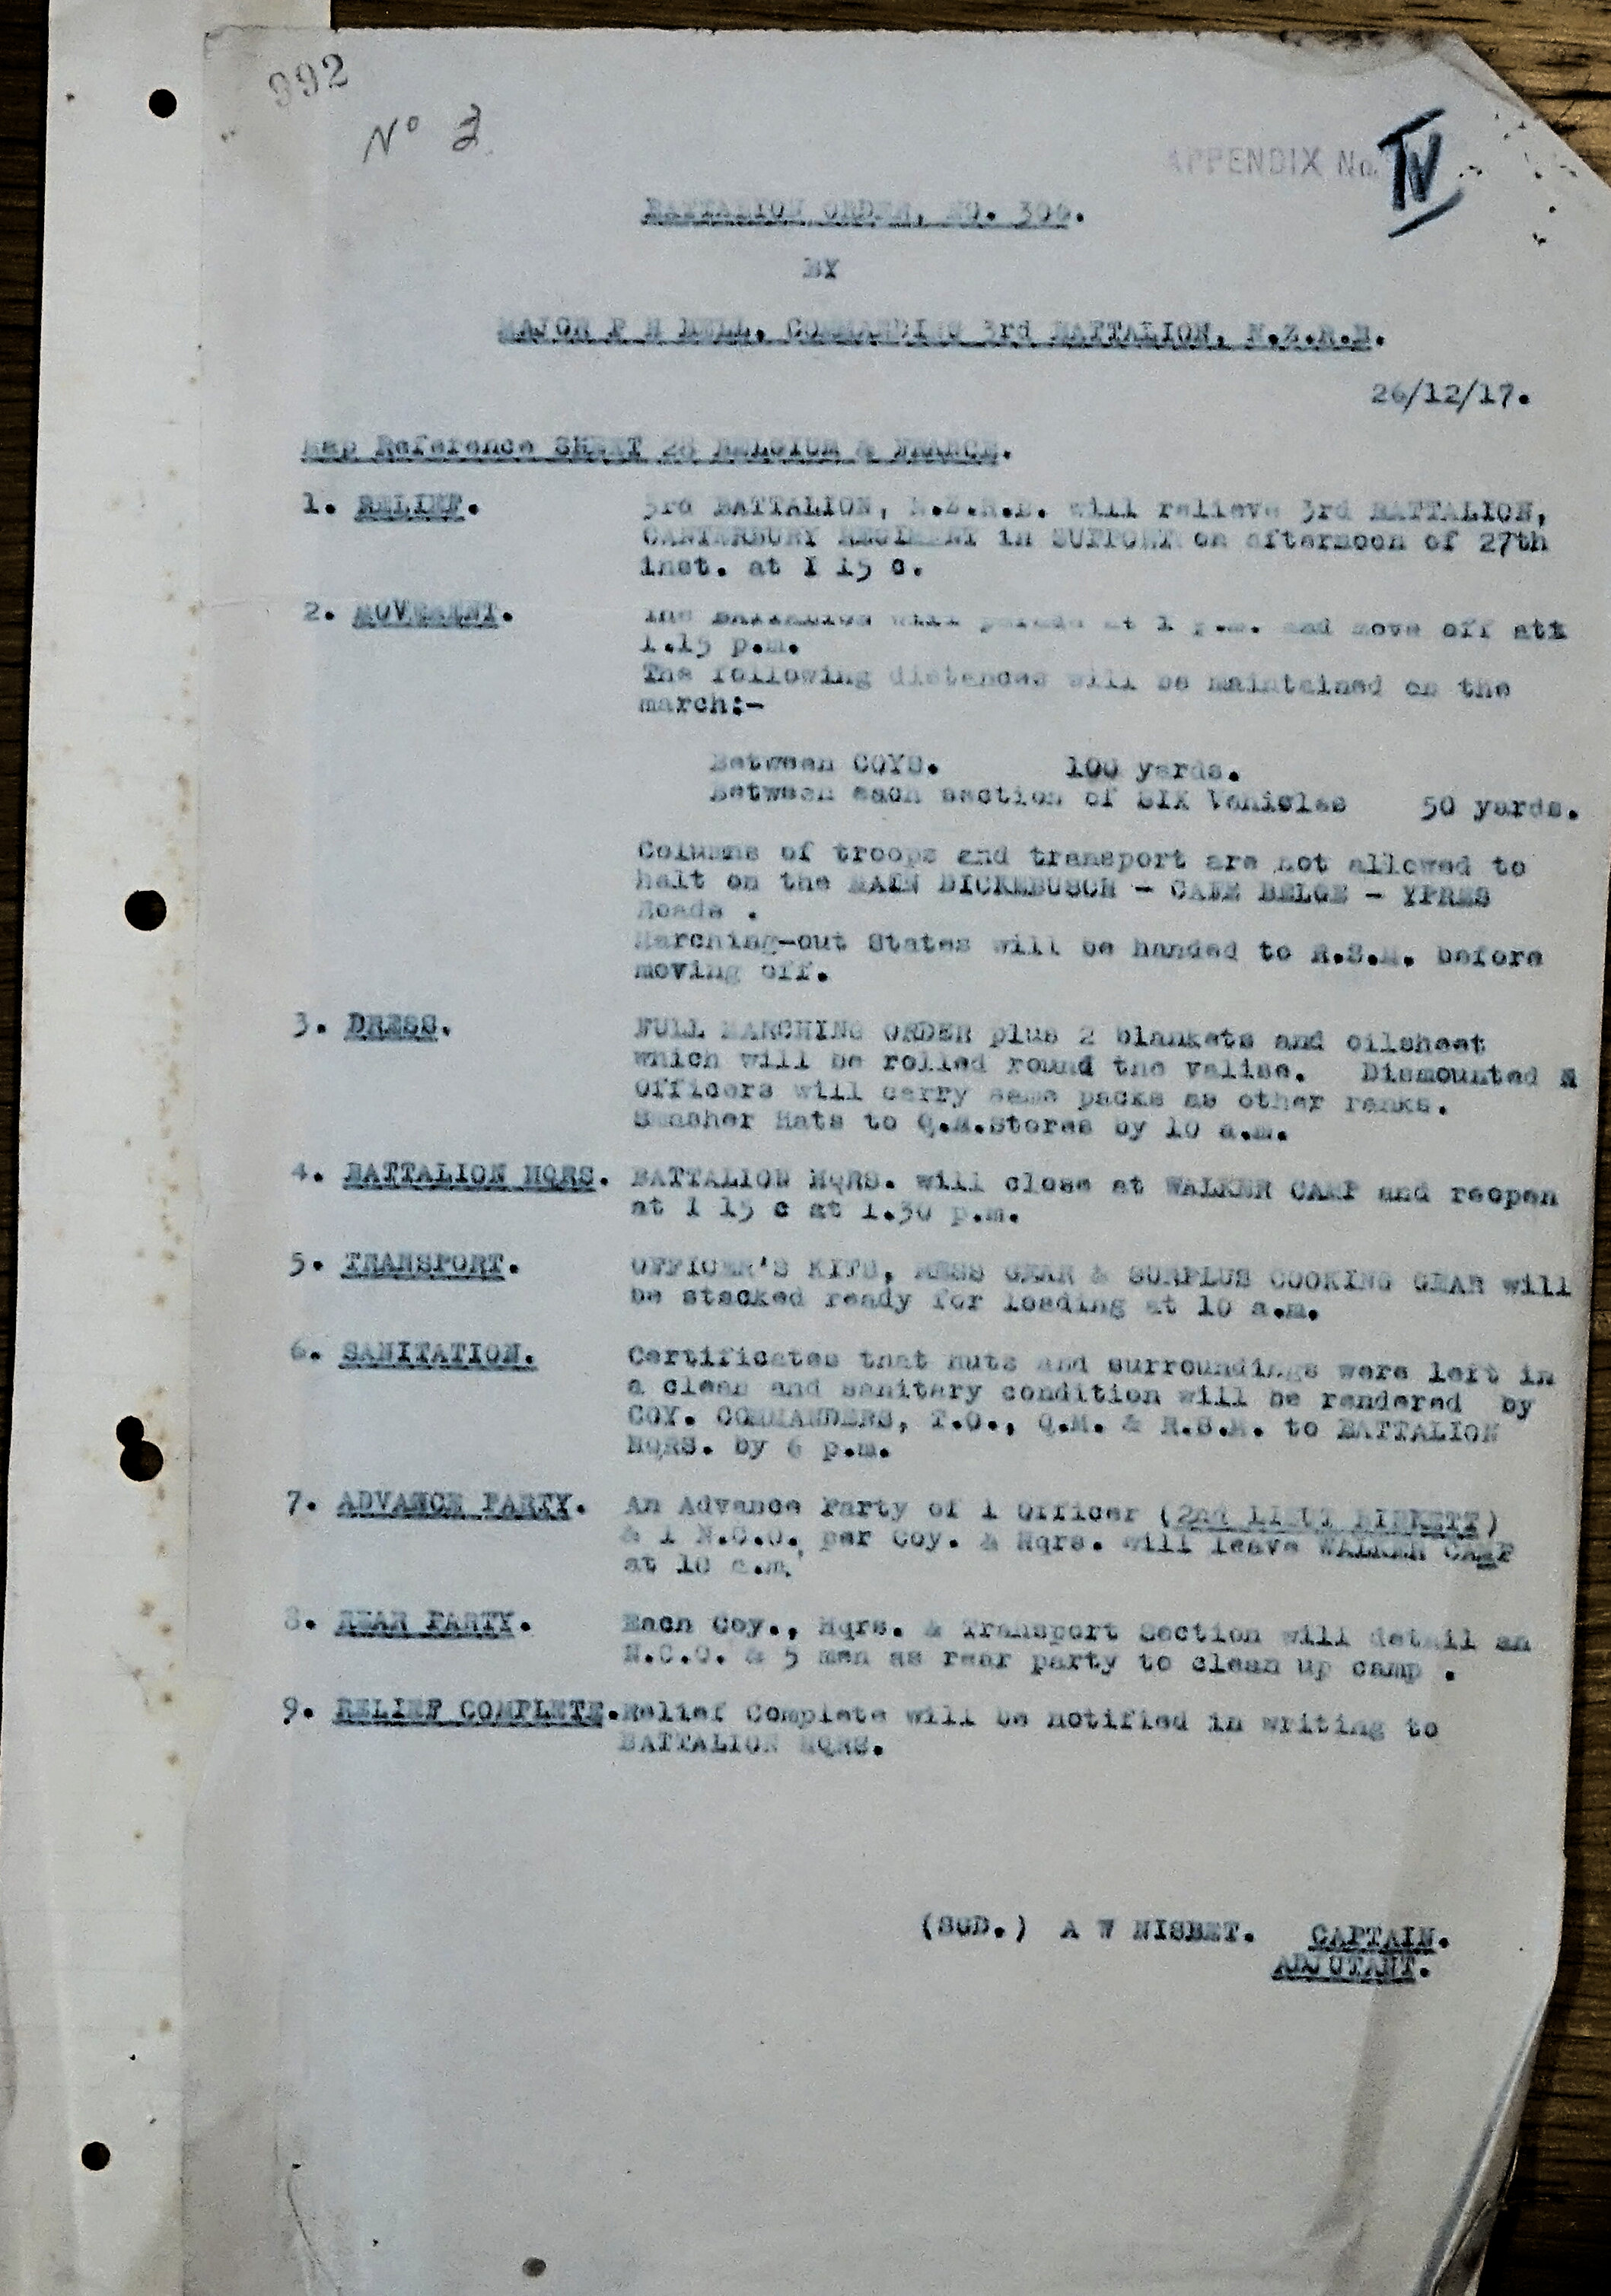 992
No 3
APPENDIX No. IV
BATTALION ORDER, NO. 306.
BY
MAJOR P H BELL, COMMANDING 3rd BATTALION, N.Z.R.B.
26/12/17.
Map Reference SHEET 28 BELGIUM & FRANCE.
1. RELIEF. 3rd BATTALION, N.Z.R.B. will relieve 3rd BATTALION,
CANTERBURY REGIMENT in SUPPORT on afternoon of 27th
inst. at I 15 c.
2. MOVEMENT. The Battalion will parade at 1 p.m. and move off att
1.15 p.m.
The following distances will be maintained on the
march:-
Between COYS. 100 yards.
Between each section of SIX Vehicles 50 yards.
Columns of troops and transport are not allowed to
halt on the MAIN DICKEBUSCH - CAFE BELGE - YPRES
Roads .
Marching-out States will be handed to R.S.M. before
moving off.
3. DRESS. FULL MARCHING ORDER plus 2 blankets and oilsheet
which will be rolled round the valise. Dismounted
Officers will carry same packs as other ranks.
Smasher Hats to Q.M.Stores by 10 a.m.
4. BATTALION HQRS. BATTALION HQRS. will close at WALKER CAMP and reopen
at I 15 c at 1.30 p.m.
5. TRANSPORT. OFFICER'S KITS, MESS GEAR & SURPLUS COOKING GEAR will
be stacked ready for loading at 10 a.m.
6. SANITATION. Certificates that huts and surroundings were left in
a clean and sanitary condition will be rendered by
COY. COMMANDERS, T.O., Q.M. & R.S.M. to BATTALION
HQRS. by 6 p.m.
7. ADVANCE PARTY. An Advance Party of 1 Officer (2nd LIEUT BIRKETT)
& 1 N.C.O. per Coy. & Hqrs. will leave WALKER CAMP
at 10 a.m.
8. REAR PARTY. Each Coy., Hqrs. & Transport Section will detail an
N.C.O. & 5 men as rear party to clean up camp .
9. RELIEF COMPLETE. Relief Complete will be notified in writing to
BATTALION HQRS.
(SGD.) A W NISBET. CAPTAIN.
ADJUTANT.